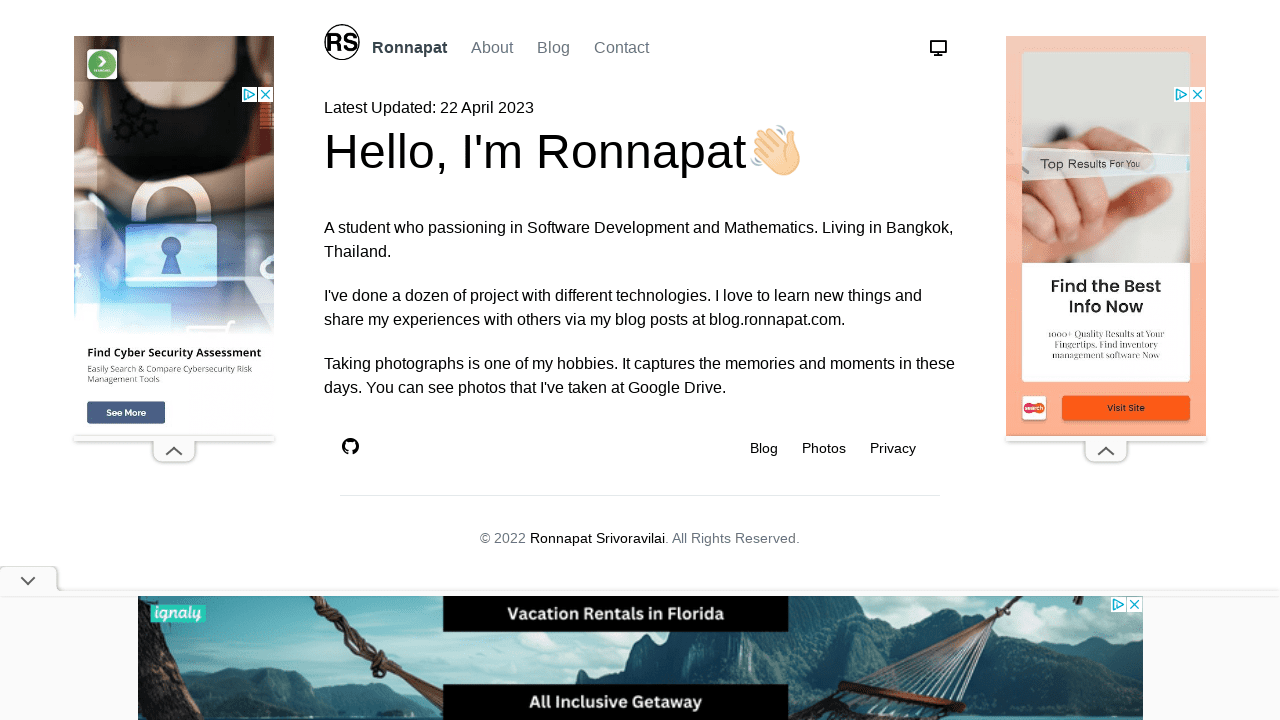 RS
Ronnapat About Blog Contact
Latest Updated: 22 April 2023
Hello, I'm Ronnapat👋🏻
A student who passioning in Software Development and Mathematics. Living in Bangkok,
Thailand.
I've done a dozen of project with different technologies. I love to learn new things and
share my experiences with others via my blog posts at blog.ronnapat.com.
Taking photographs is one of my hobbies. It captures the memories and moments in these
days. You can see photos that I've taken at Google Drive.
Blog Photos Privacy
© 2022 Ronnapat Srivoravilai. All Rights Reserved.
Find Cyber Security Assessment
Easily Search & Compare Cybersecurity Risk
Management Tools
See More
Top Results For You
Find the Best
Info Now
1000+ Quality Results at Your
Fingertips. Find inventory
management software Now
search
Visit Site
ignaly
Vacation Rentals in Florida
All Inclusive Getaway